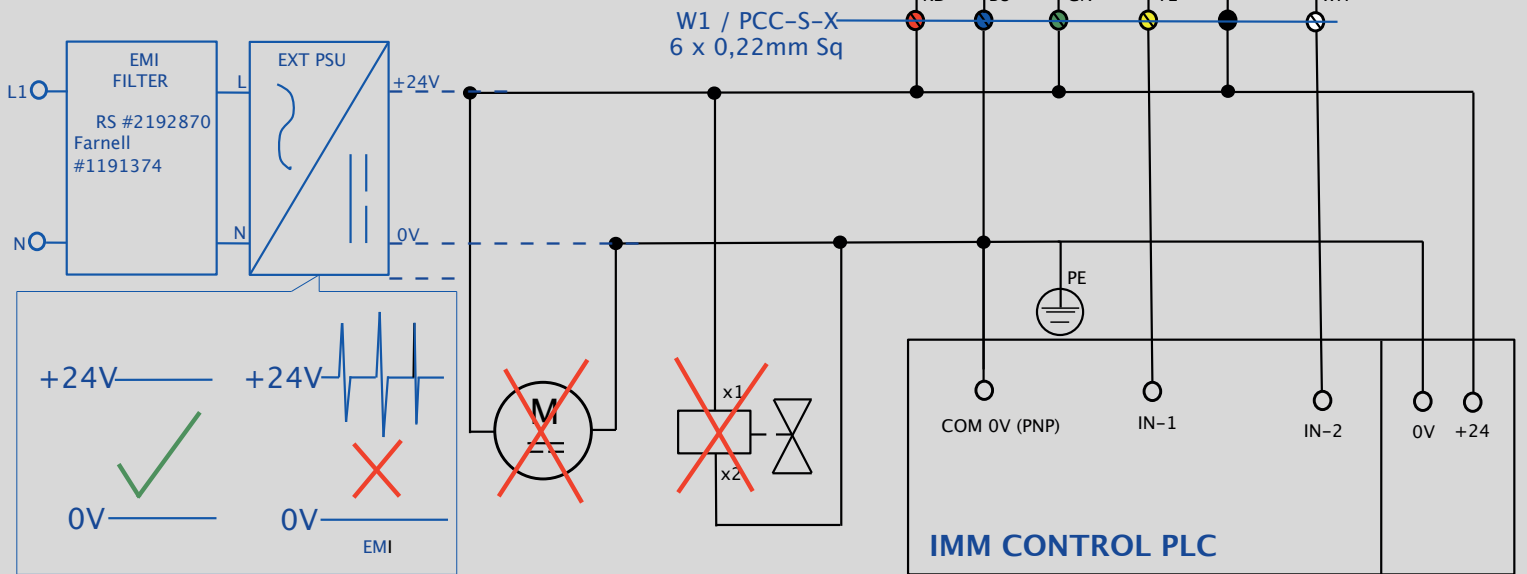 W1 / PCC-S-X
6 x 0,22mm Sq
EMI
FILTER
RS #2192870
Farnell
#1191374
L1
N
EXT PSU
L
N
+24V
0V
PE
+24V
0V
+24V
0V
EMI
M
x1
x2
COM 0V (PNP)
IN-1
IN-2
0V
+24
IMM CONTROL PLC